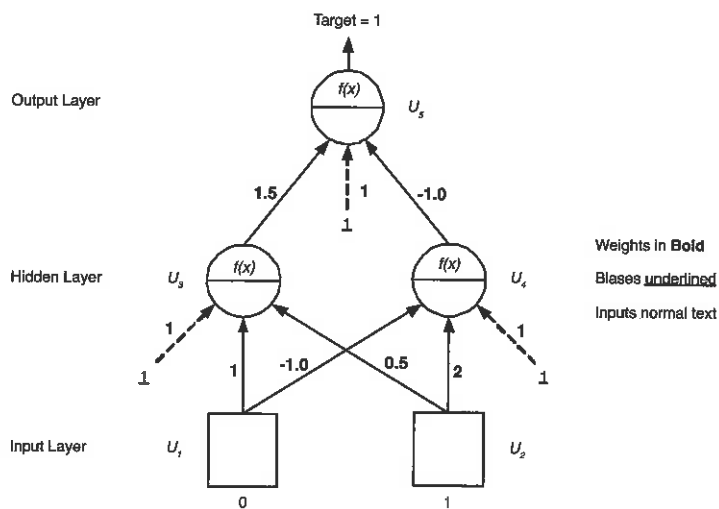 Target = 1
Output Layer
f(x)
U5
1.5
1
-1.0
1
Weights in Bold
Hidden Layer
U3
f(x)
f(x)
U4
Biases underlined
Inputs normal text
1
1
1
-1.0
0.5
2
1
1
Input Layer
U1
U2
0
1